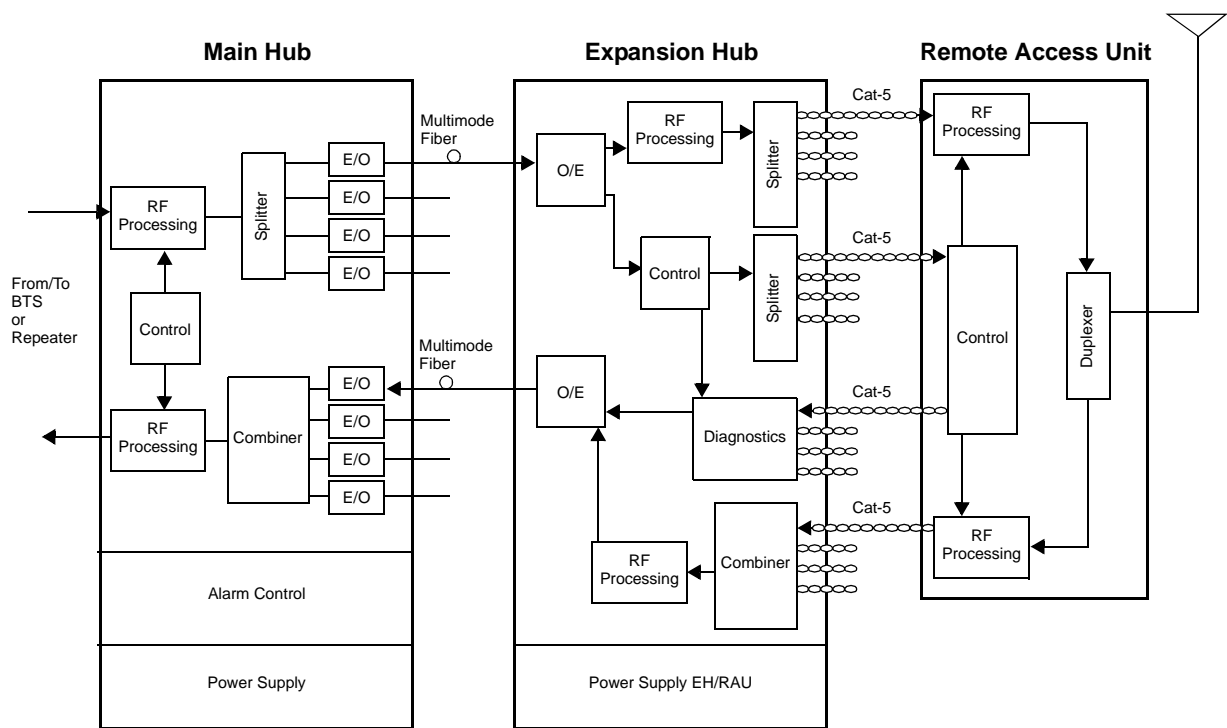 Main Hub
Expansion Hub
Remote Access Unit
RF
Processing
Splitter
E/O
E/O
E/O
E/O
Multimode
Fiber
From/To
BTS
or
Repeater
Control
RF
Processing
Combiner
E/O
E/O
E/O
E/O
Multimode
Fiber
Alarm Control
Power Supply
O/E
RF
Processing
Splitter
Control
Splitter
O/E
Diagnostics
RF
Processing
Combiner
Power Supply EH/RAU
Cat-5
Cat-5
Cat-5
Cat-5
RF
Processing
Control
Duplexer
RF
Processing